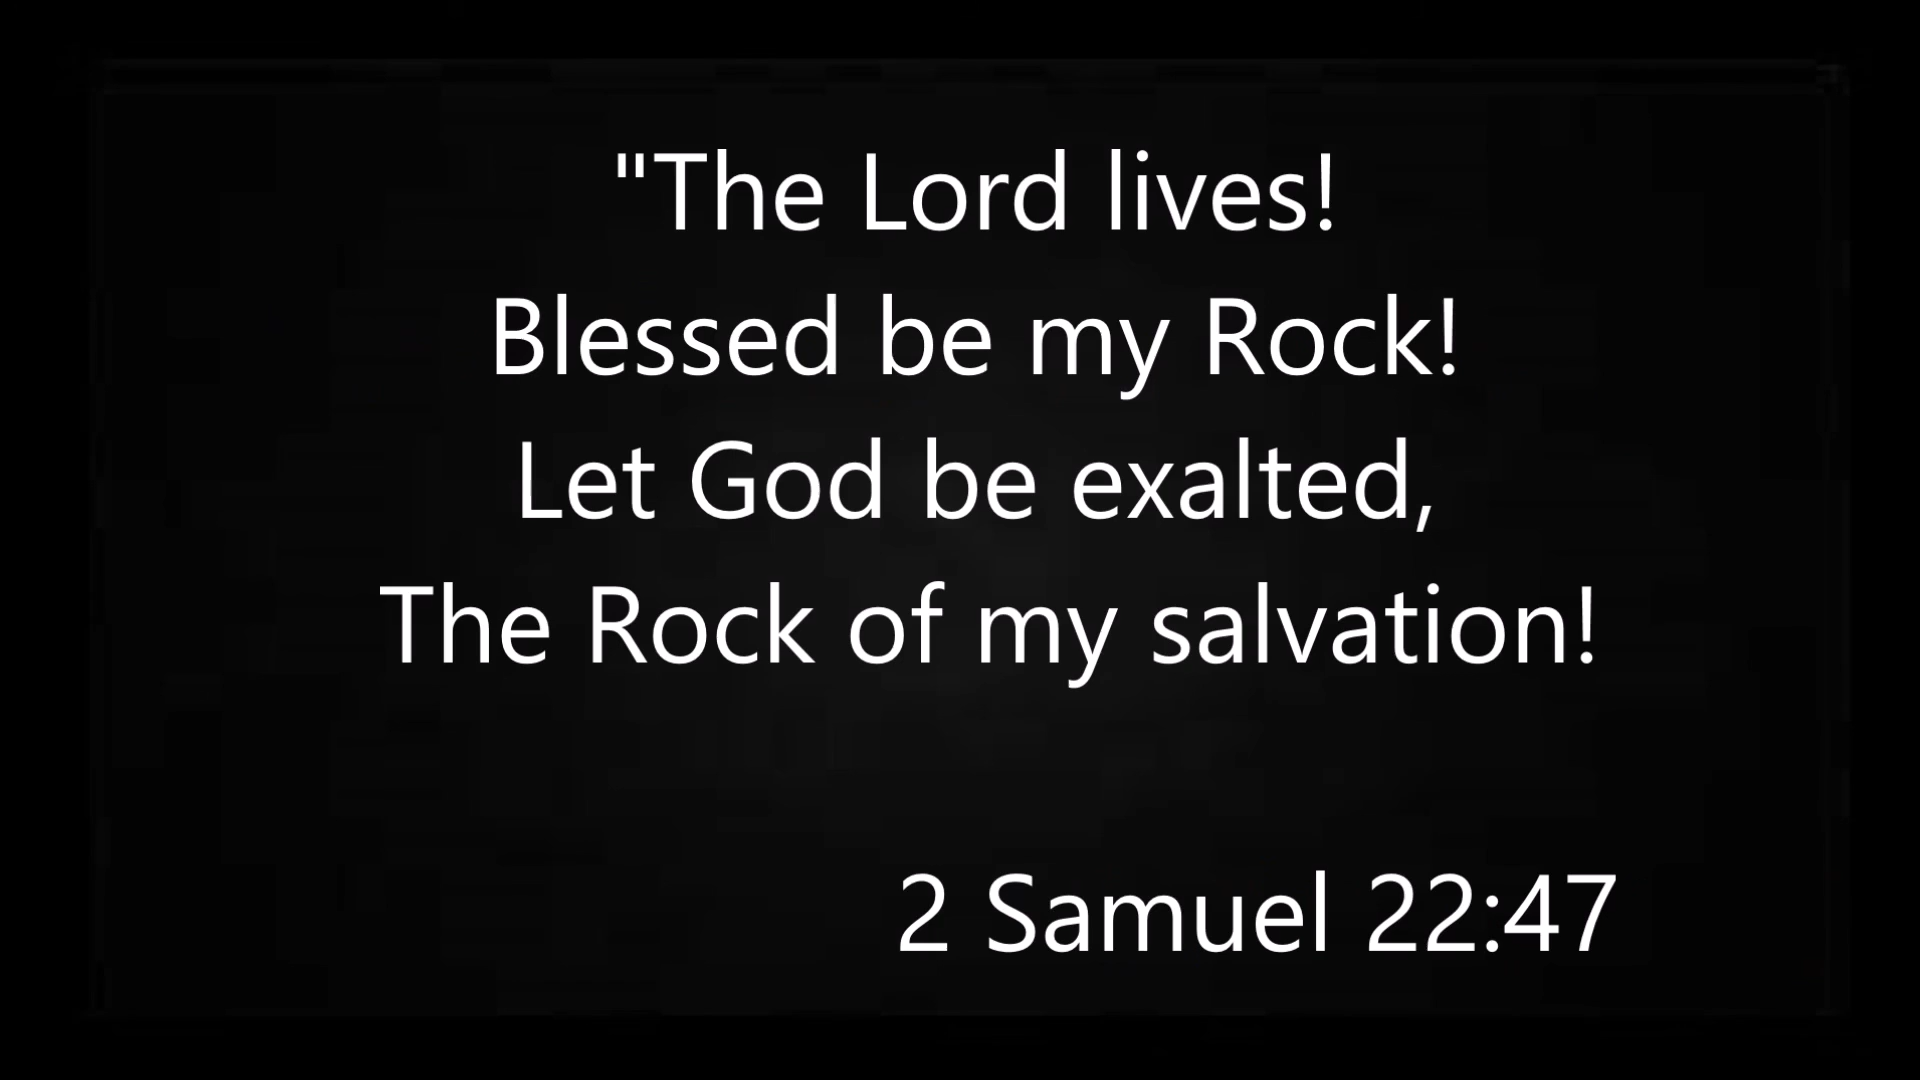 "The Lord lives!
Blessed be my Rock!
Let God be exalted,
The Rock of my salvation!
2 Samuel 22:47